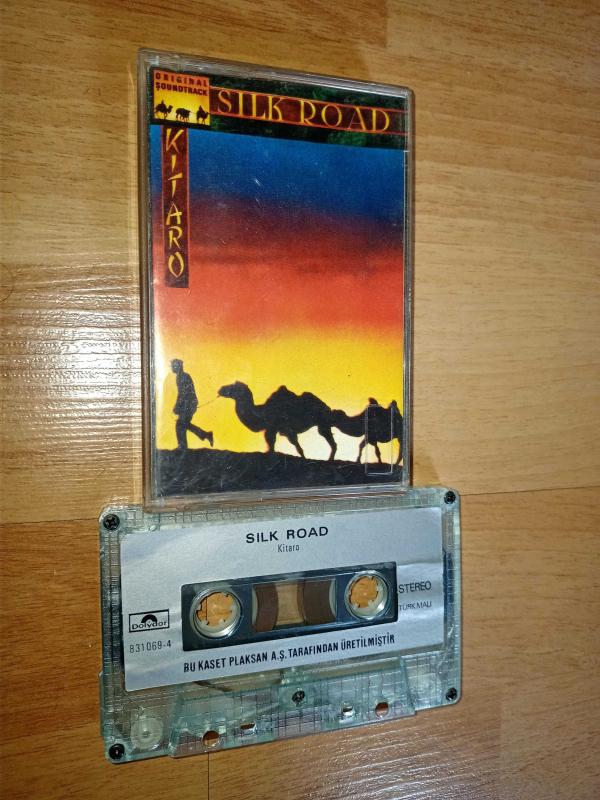 ORIGINAL
SOUNDTRACK
SILK ROAD
KITARO
SILK ROAD
Kitaro
STEREO
TÜRK MALI
Polydor
831069-4
BU KASET PLAKSAN A.Ş. TARAFINDAN ÜRETİLMİŞTİR